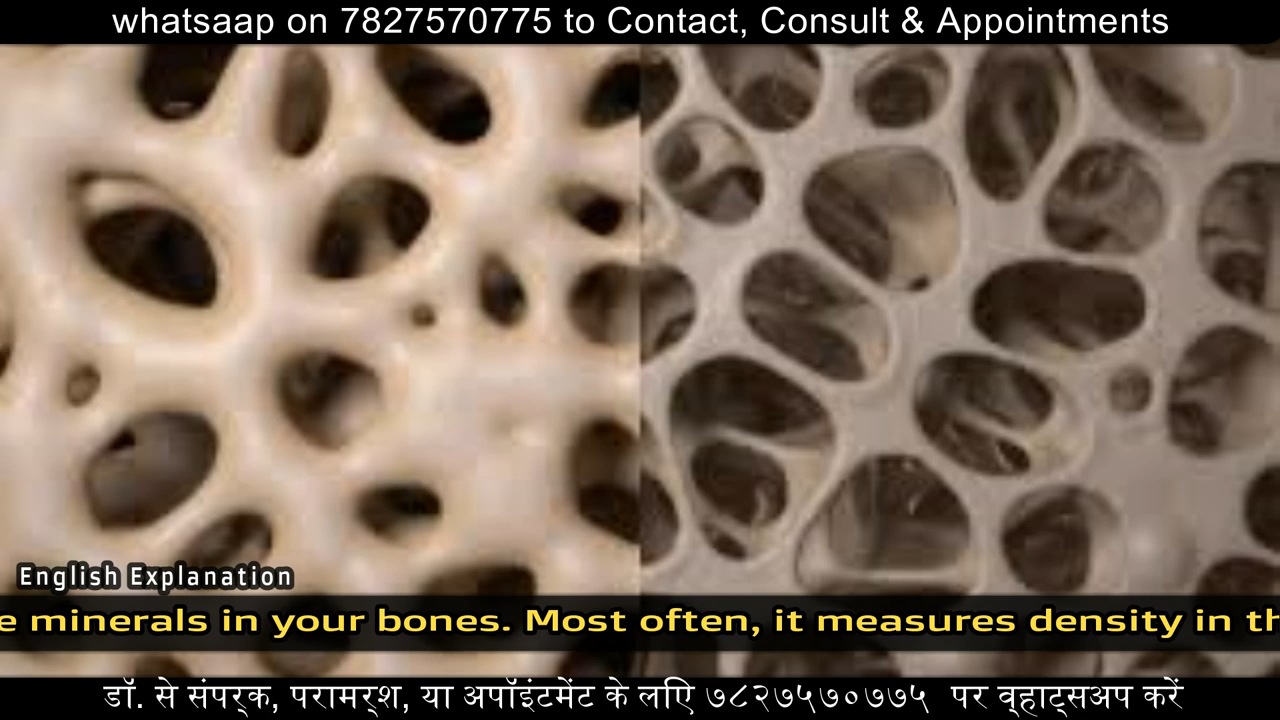 whatsaap on 7827570775 to Contact, Consult & Appointments
English Explanation
minerals in your bones. Most often, it measures density in
डॉ. से संपर्क, परामर्श, या अपॉइंटमेंट के लिए ७८२७५७०७७५ पर व्हाट्सअप करें